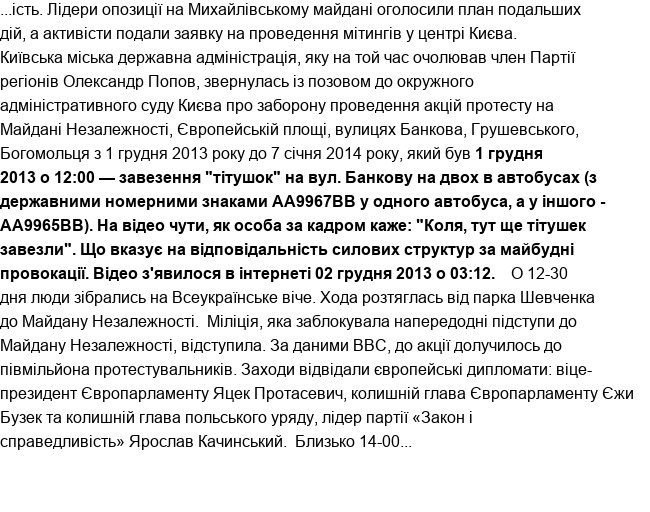 ...ість. Лідери опозиції на Михайлівському майдані оголосили план подальших
дій, а активісти подали заявку на проведення мітингів у центрі Києва.
Київська міська державна адміністрація, яку на той час очолював член Партії
регіонів Олександр Попов, звернулась із позовом до окружного
адміністративного суду Києва про заборону проведення акцій протесту на
Майдані Незалежності, Європейській площі, вулицях Банкова, Грушевського,
Богомольця з 1 грудня 2013 року до 7 січня 2014 року, який був 1 грудня
2013 о 12:00 — завезення "тітушок" на вул. Банкову на двох в автобусах (з
державними номерними знаками АА9967ВВ у одного автобуса, а у іншого -
АА9965ВВ). На відео чути, як особа за кадром каже: "Коля, тут ще тітушек
завезли". Що вказує на відповідальність силових структур за майбудні
провокації. Відео з'явилося в інтернеті 02 грудня 2013 о 03:12. О 12-30
дня люди зібрались на Всеукраїнське віче. Хода розтяглась від парка Шевченка
до Майдану Незалежності. Міліція, яка заблокувала напередодні підступи до
Майдану Незалежності, відступила. За даними BBC, до акції долучилось до
півмільйона протестувальників. Заходи відвідали європейські дипломати: віце-
президент Європарламенту Яцек Протасевич, колишній глава Європарламенту Єжи
Бузек та колишній глава польського уряду, лідер партії «Закон і
справедливість» Ярослав Качинський. Близько 14-00...